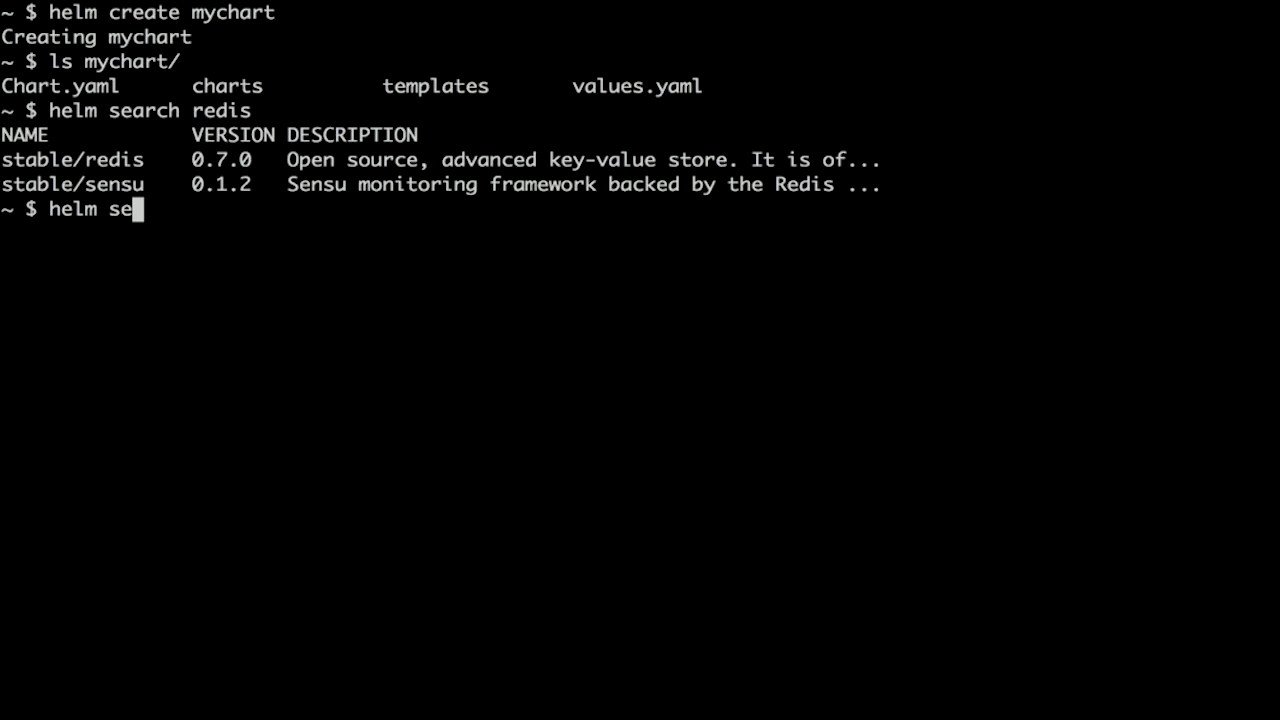 ~ $ helm create mychart
Creating mychart
~ $ ls mychart/
Chart.yaml      charts          templates       values.yaml
~ $ helm search redis
NAME            VERSION DESCRIPTION
stable/redis    0.7.0   Open source, advanced key-value store. It is of...
stable/sensu    0.1.2   Sensu monitoring framework backed by the Redis ...
~ $ helm se